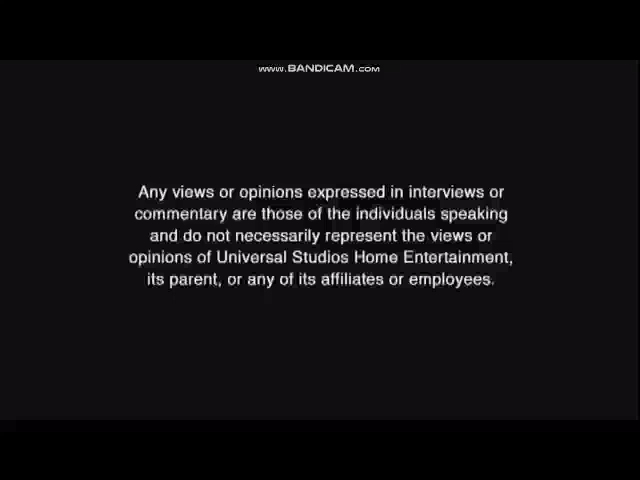 www.BANDICAM.com
Any views or opinions expressed in interviews or
commentary are those of the individuals speaking
and do not necessarily represent the views or
opinions of Universal Studios Home Entertainment,
its parent, or any of its affiliates or employees.